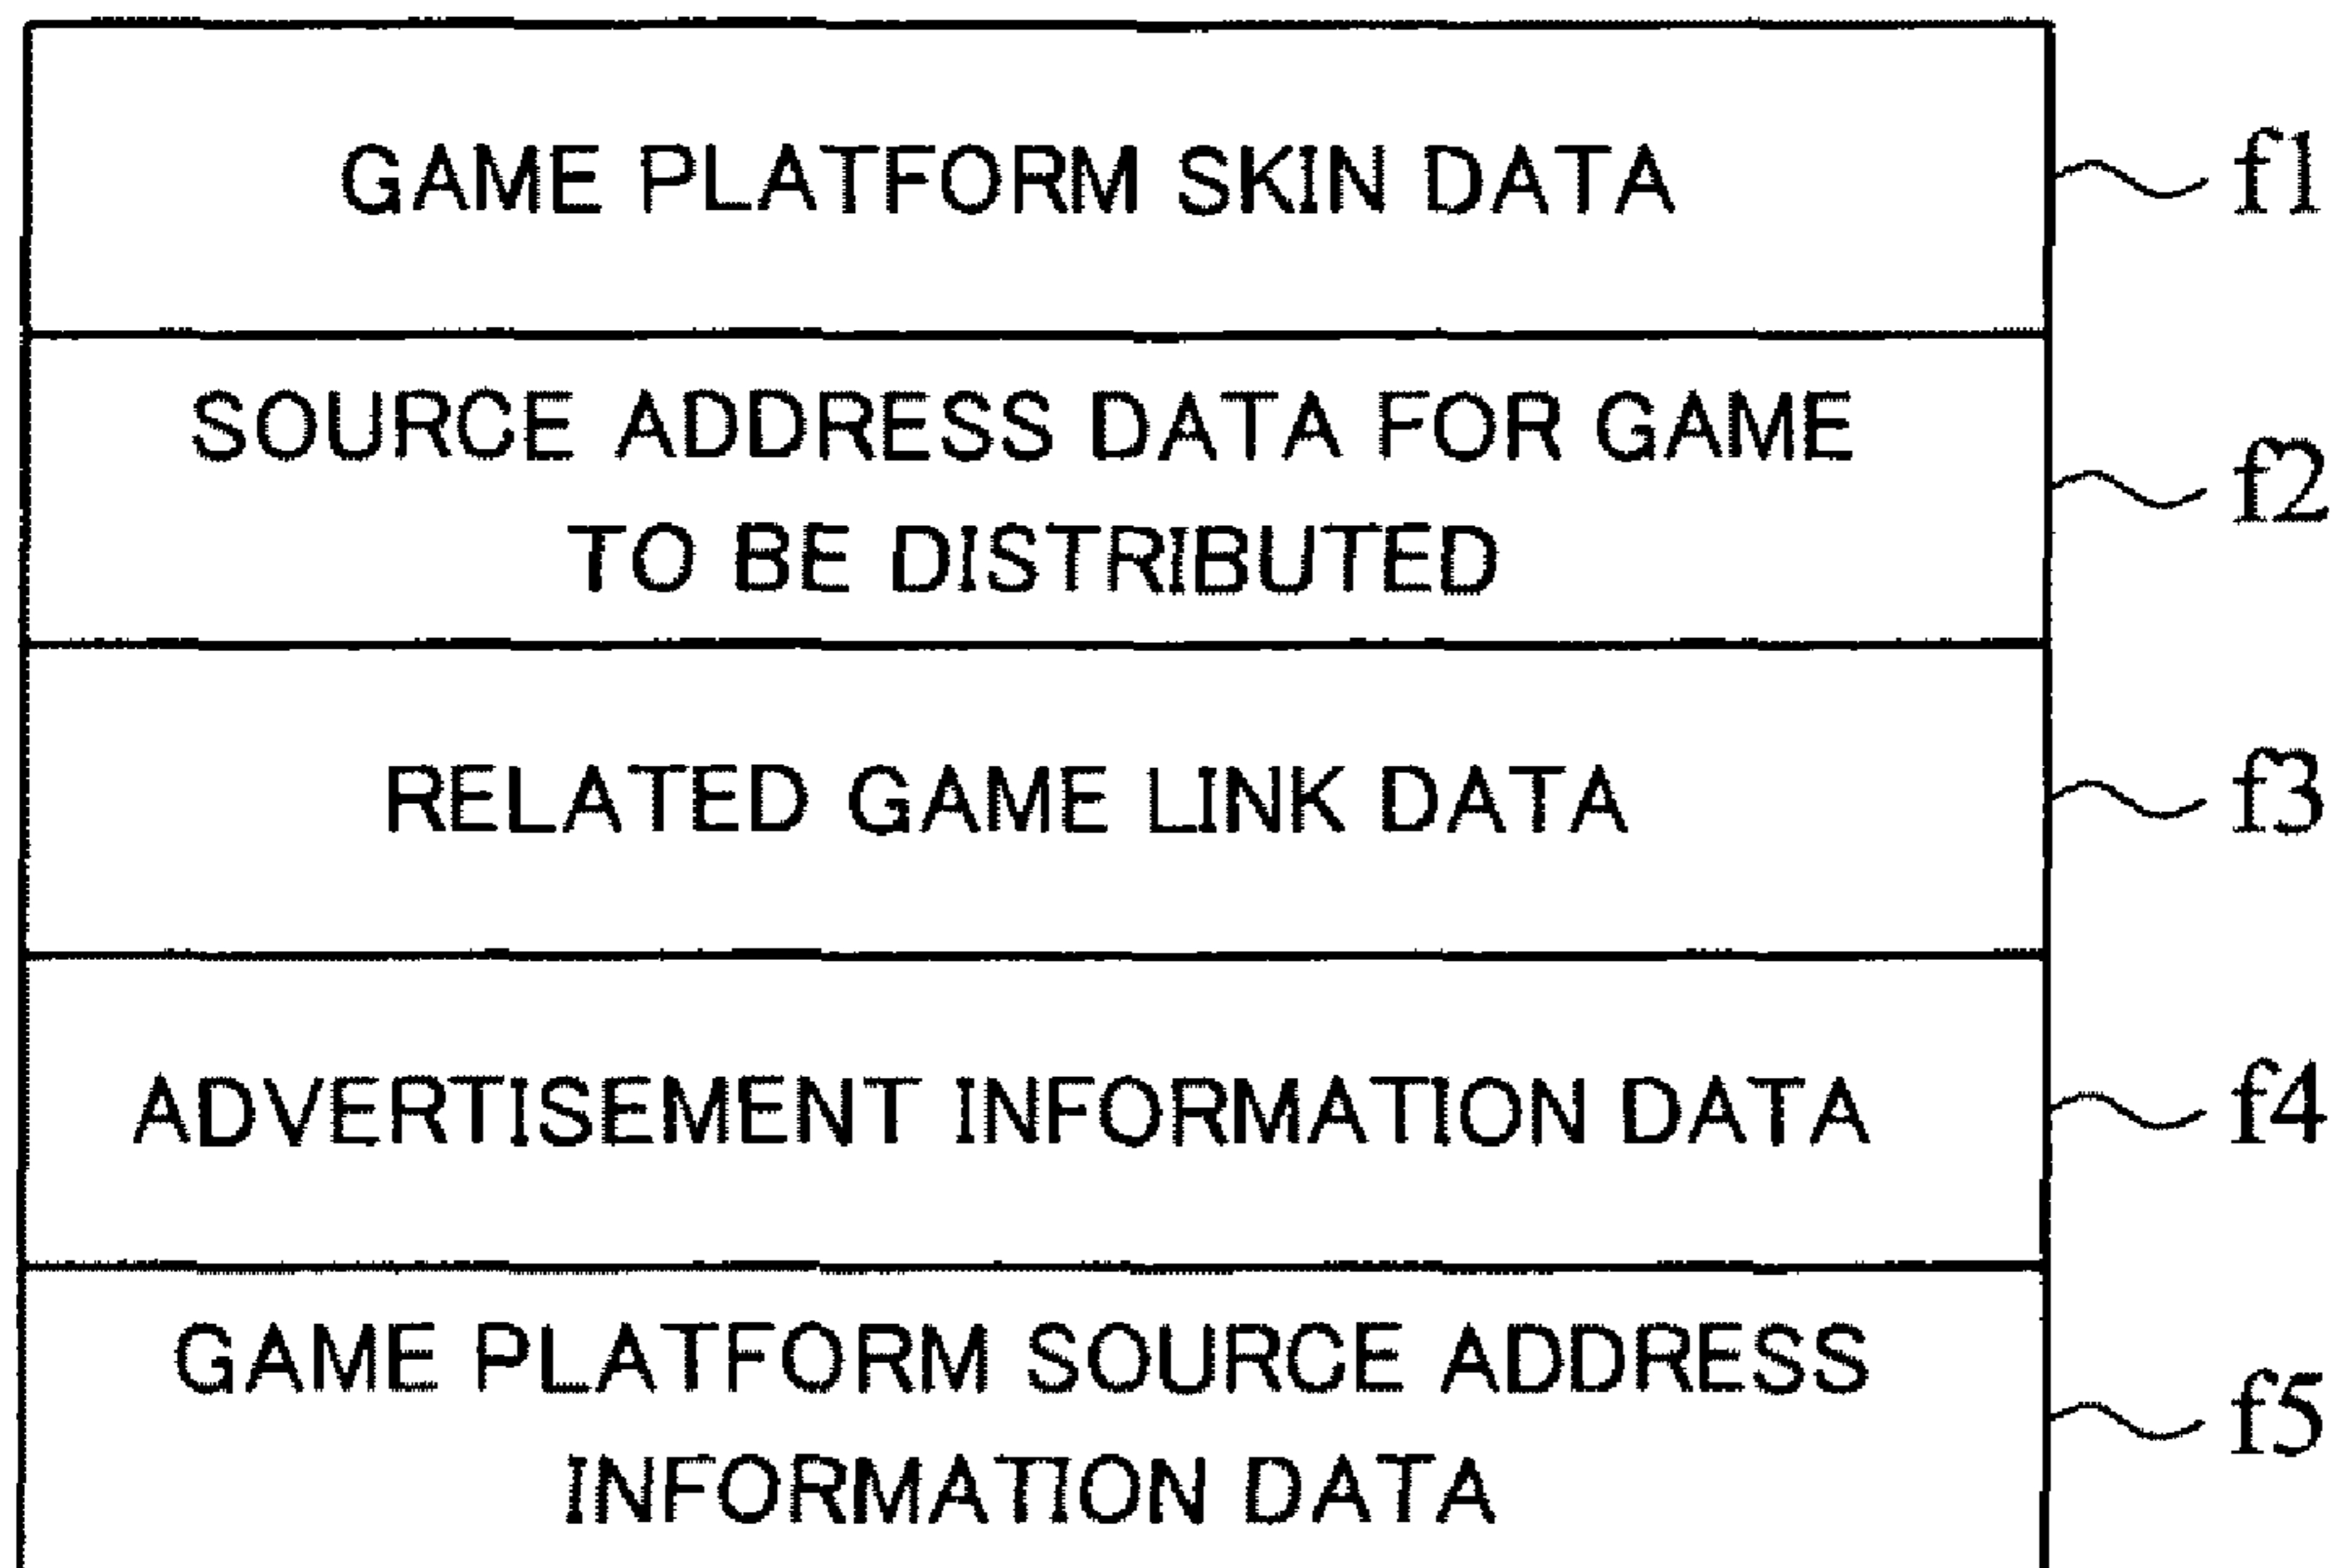 GAME PLATFORM SKIN DATA
f1
SOURCE ADDRESS DATA FOR GAME
TO BE DISTRIBUTED
f2
RELATED GAME LINK DATA
f3
ADVERTISEMENT INFORMATION DATA
f4
GAME PLATFORM SOURCE ADDRESS
INFORMATION DATA
f5